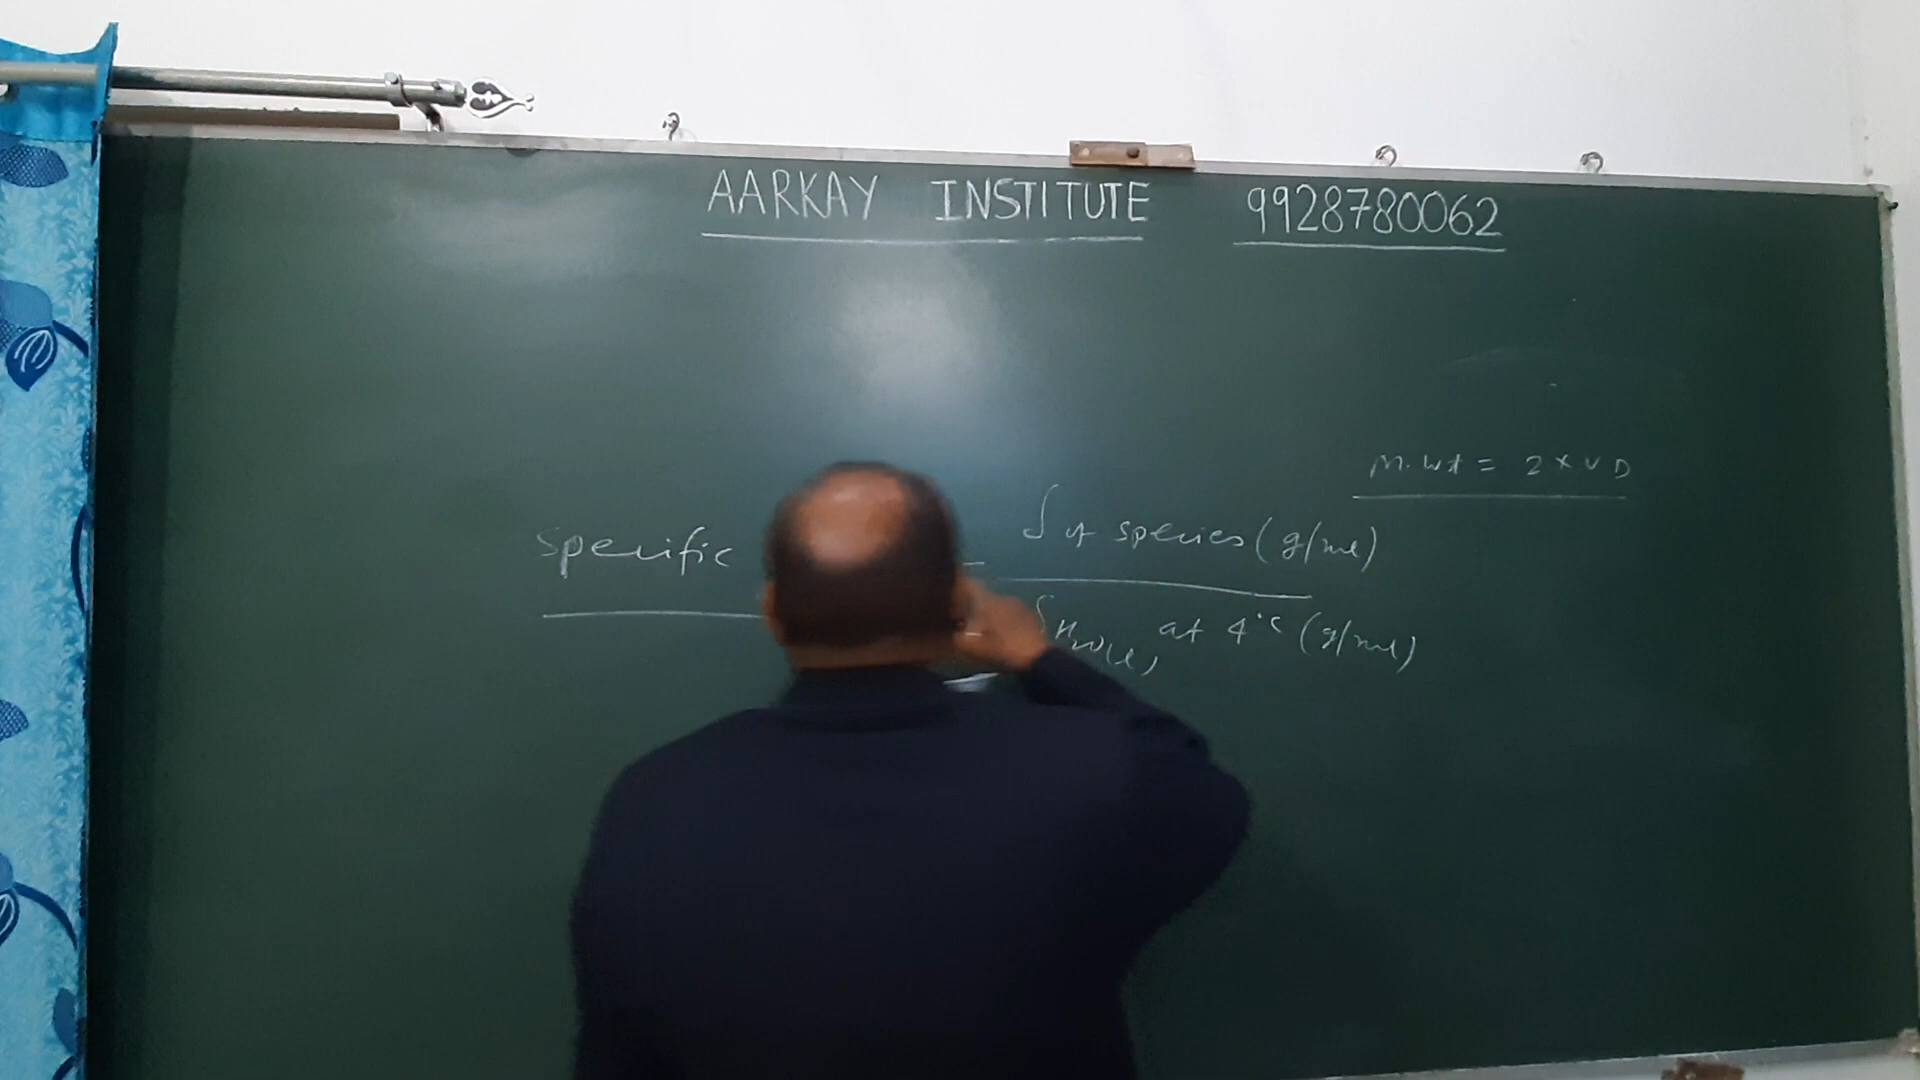 AARKAY INSTITUTE 9928780062
M.wt = 2 x V D
specific = ∫ of species (g/ml)
∫H2O(l) at 4°C (g/ml)